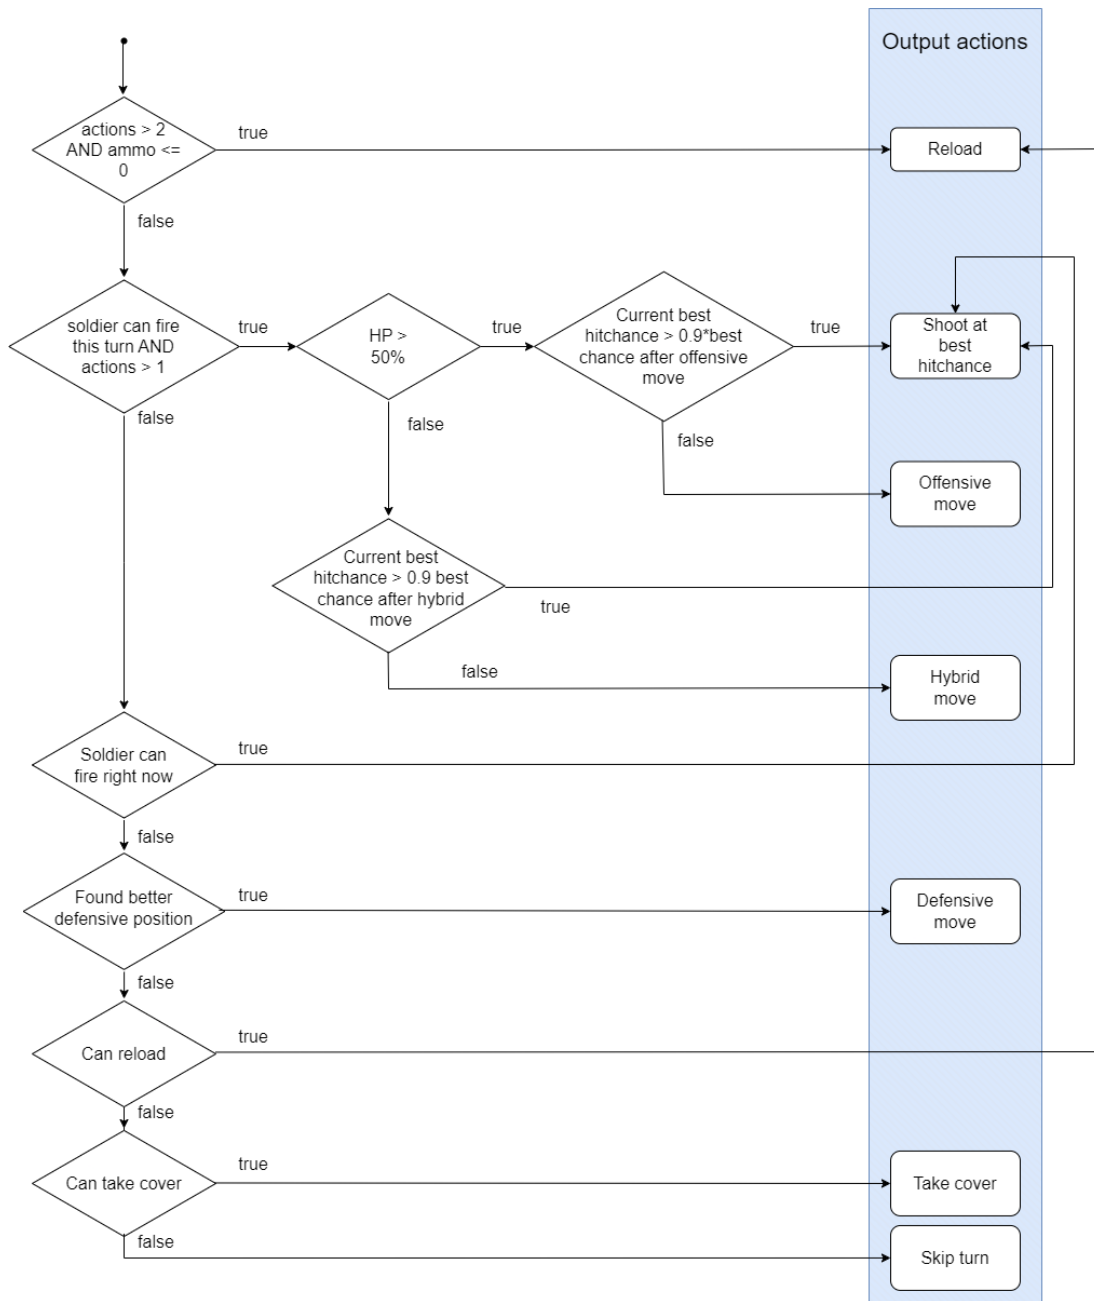 Output actions
actions > 2
AND ammo <=
0
true
Reload
false
soldier can fire
this turn AND
actions > 1
true
HP >
50%
true
Current best
hitchance > 0.9*best
chance after offensive
move
true
Shoot at
best
hitchance
false
false
false
Offensive
move
Current best
hitchance > 0.9 best
chance after hybrid
move
true
false
Hybrid
move
Soldier can
fire right now
true
false
Found better
defensive position
true
Defensive
move
false
Can reload
true
false
Can take cover
true
Take cover
false
Skip turn